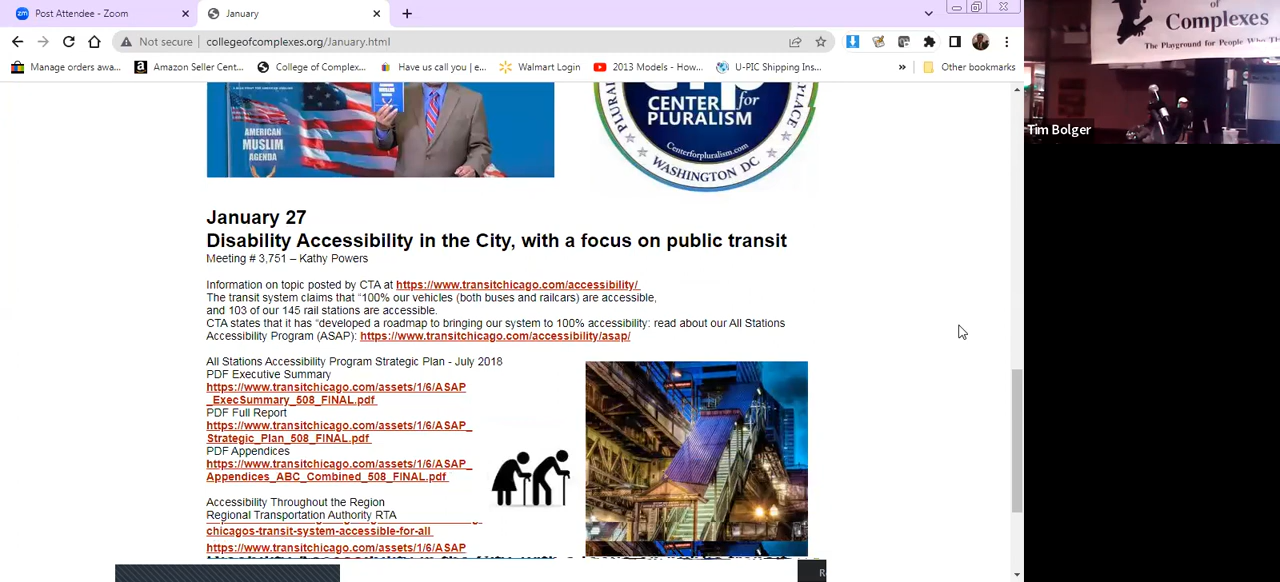 Post Attendee - Zoom
January
of
Complexes
The Playground for People Who
Not secure
collegeofcomplexes.org/January.html
Manage orders awa...
Amazon Seller Cent...
College of Complex...
Have us call you | e...
Walmart Login
2013 Models - How...
U-PIC Shipping Ins...
»
Other bookmarks
Tim Bolger
AMERICAN
MUSLIM
AGENDA
CENTER for
PLURALISM
Centerforpluralism.com
WASHINGTON DC
January 27
Disability Accessibility in the City, with a focus on public transit
Meeting # 3,751 – Kathy Powers
Information on topic posted by CTA at https://www.transitchicago.com/accessibility/
The transit system claims that “100% our vehicles (both buses and railcars) are accessible,
and 103 of our 145 rail stations are accessible.
CTA states that it has “developed a roadmap to bringing our system to 100% accessibility: read about our All Stations
Accessibility Program (ASAP): https://www.transitchicago.com/accessibility/asap/
All Stations Accessibility Program Strategic Plan - July 2018
PDF Executive Summary
https://www.transitchicago.com/assets/1/6/ASAP
_ExecSummary_508_FINAL.pdf
PDF Full Report
https://www.transitchicago.com/assets/1/6/ASAP_
Strategic_Plan_508_FINAL.pdf
PDF Appendices
https://www.transitchicago.com/assets/1/6/ASAP_
Appendices_ABC_Combined_508_FINAL.pdf
Accessibility Throughout the Region
Regional Transportation Authority RTA
chicagos-transit-system-accessible-for-all
https://www.transitchicago.com/assets/1/6/ASAP
R